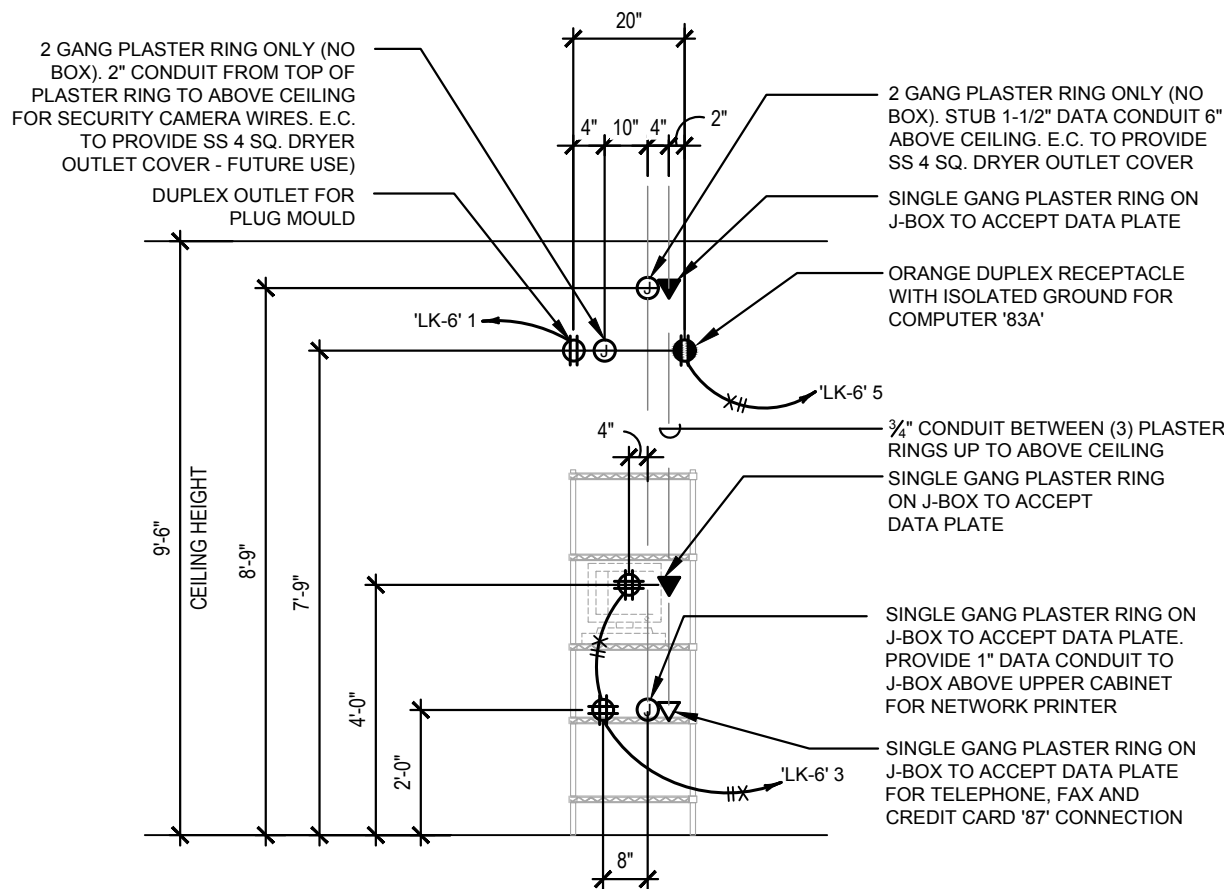 2 GANG PLASTER RING ONLY (NO
BOX). 2" CONDUIT FROM TOP OF
PLASTER RING TO ABOVE CEILING
FOR SECURITY CAMERA WIRES. E.C.
TO PROVIDE SS 4 SQ. DRYER
OUTLET COVER - FUTURE USE)
DUPLEX OUTLET FOR
PLUG MOULD
20"
4"
10"
4"
2"
2 GANG PLASTER RING ONLY (NO
BOX). STUB 1-1/2" DATA CONDUIT 6"
ABOVE CEILING. E.C. TO PROVIDE
SS 4 SQ. DRYER OUTLET COVER
SINGLE GANG PLASTER RING ON
J-BOX TO ACCEPT DATA PLATE
ORANGE DUPLEX RECEPTACLE
WITH ISOLATED GROUND FOR
COMPUTER '83A'
J
'LK-6' 1
J
'LK-6' 5
¾" CONDUIT BETWEEN (3) PLASTER
RINGS UP TO ABOVE CEILING
4"
SINGLE GANG PLASTER RING
ON J-BOX TO ACCEPT
DATA PLATE
9'-6"
CEILING HEIGHT
8'-9"
7'-9"
4'-0"
2'-0"
SINGLE GANG PLASTER RING ON
J-BOX TO ACCEPT DATA PLATE.
PROVIDE 1" DATA CONDUIT TO
J-BOX ABOVE UPPER CABINET
FOR NETWORK PRINTER
J
'LK-6' 3
SINGLE GANG PLASTER RING ON
J-BOX TO ACCEPT DATA PLATE
FOR TELEPHONE, FAX AND
CREDIT CARD '87' CONNECTION
8"